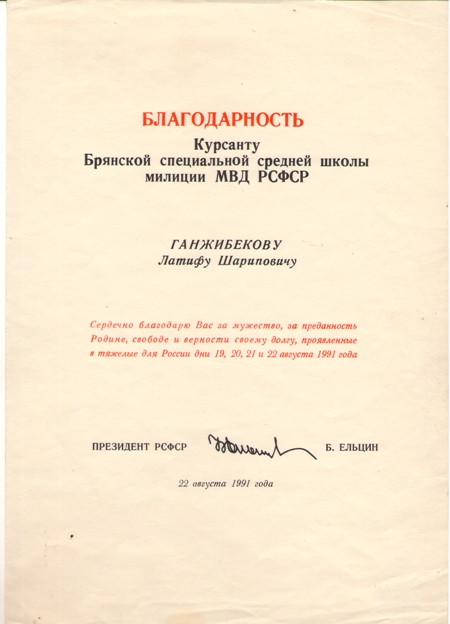 БЛАГОДАРНОСТЬ
Курсанту
Брянской специальной средней школы
милиции МВД РСФСР
ГАНЖИБЕКОВУ
Латифу Шариповичу
Сердечно благодарю Вас за мужество, за преданность
Родине, свободе и верности своему долгу, проявленные
в тяжелые для России дни 19, 20, 21 и 22 августа 1991 года
ПРЕЗИДЕНТ РСФСР Б. ЕЛЬЦИН
22 августа 1991 года